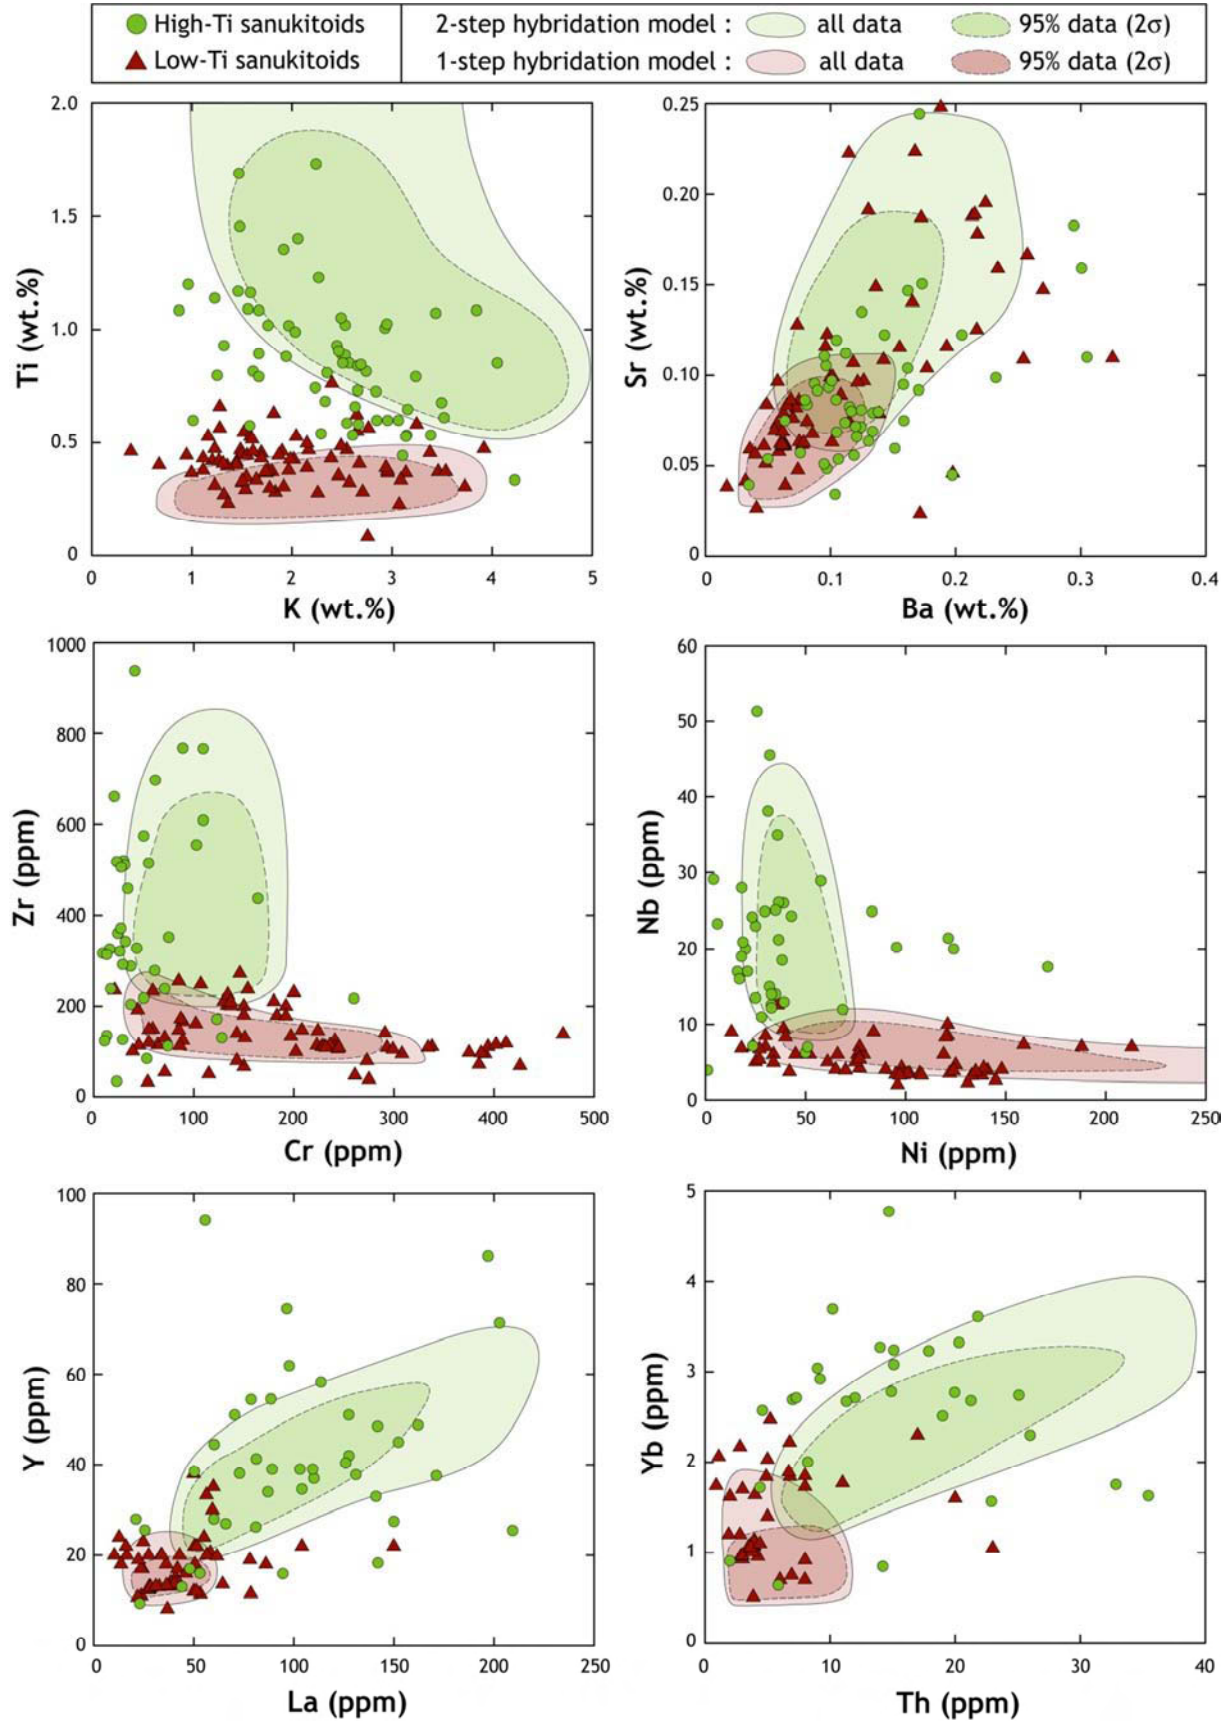 High-Ti sanukitoids 2-step hybridation model : all data 95% data (2σ)
Low-Ti sanukitoids 1-step hybridation model : all data 95% data (2σ)
2.0
1.5
1.0
0.5
0
Ti (wt.%)
0 1 2 3 4 5
K (wt.%)
0.25
0.20
0.15
0.10
0.05
0.00
Sr (wt.%)
0 0.1 0.2 0.3 0.4
Ba (wt.%)
1000
800
600
400
200
0
Zr (ppm)
0 100 200 300 400 500
Cr (ppm)
60
50
40
30
20
10
0
Nb (ppm)
0 50 100 150 200 250
Ni (ppm)
100
80
60
40
20
0
Y (ppm)
0 50 100 150 200 250
La (ppm)
5
4
3
2
1
0
Yb (ppm)
0 10 20 30 40
Th (ppm)